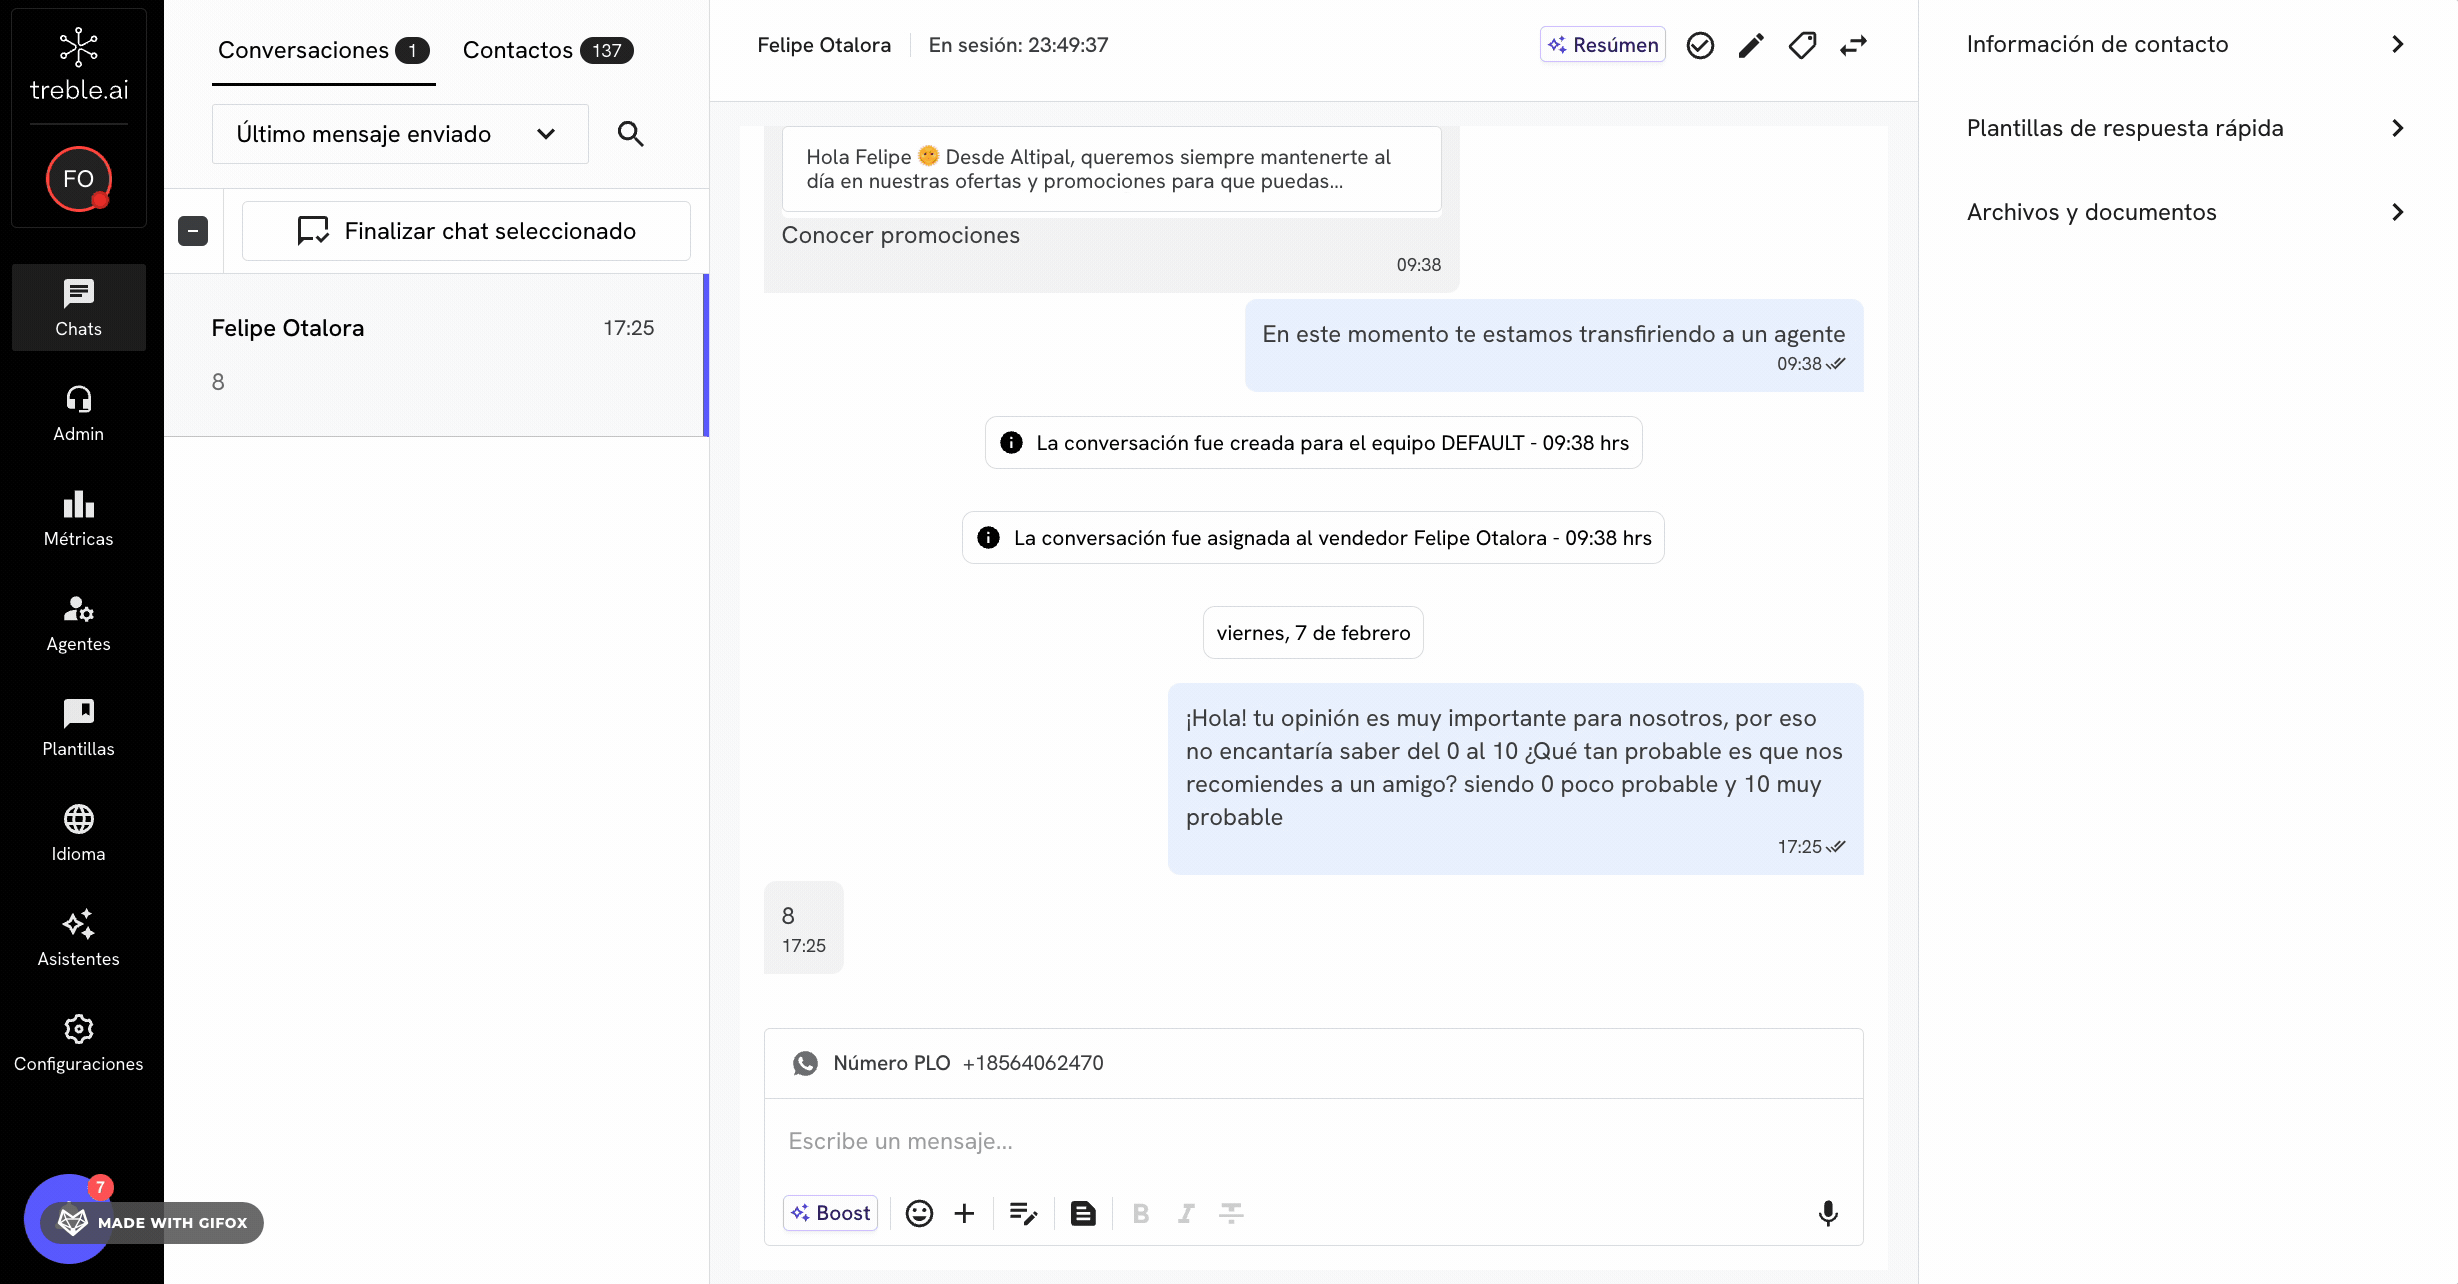 treble.ai
FO
Chats
Admin
Métricas
Agentes
Plantillas
Idioma
Asistentes
Configuraciones
7
MADE WITH GIFOX
Conversaciones 1
Contactos 137
Último mensaje enviado
Finalizar chat seleccionado
Felipe Otalora 17:25
8
Felipe Otalora
En sesión: 23:49:37
Resúmen
Hola Felipe 🌞 Desde Altipal, queremos siempre mantenerte al
día en nuestras ofertas y promociones para que puedas...
Conocer promociones
09:38
En este momento te estamos transfiriendo a un agente
09:38
La conversación fue creada para el equipo DEFAULT - 09:38 hrs
La conversación fue asignada al vendedor Felipe Otalora - 09:38 hrs
viernes, 7 de febrero
¡Hola! tu opinión es muy importante para nosotros, por eso
no encantaría saber del 0 al 10 ¿Qué tan probable es que nos
recomiendes a un amigo? siendo 0 poco probable y 10 muy
probable
17:25
8
17:25
Número PLO +18564062470
Escribe un mensaje...
Boost
B I S
Información de contacto
Plantillas de respuesta rápida
Archivos y documentos